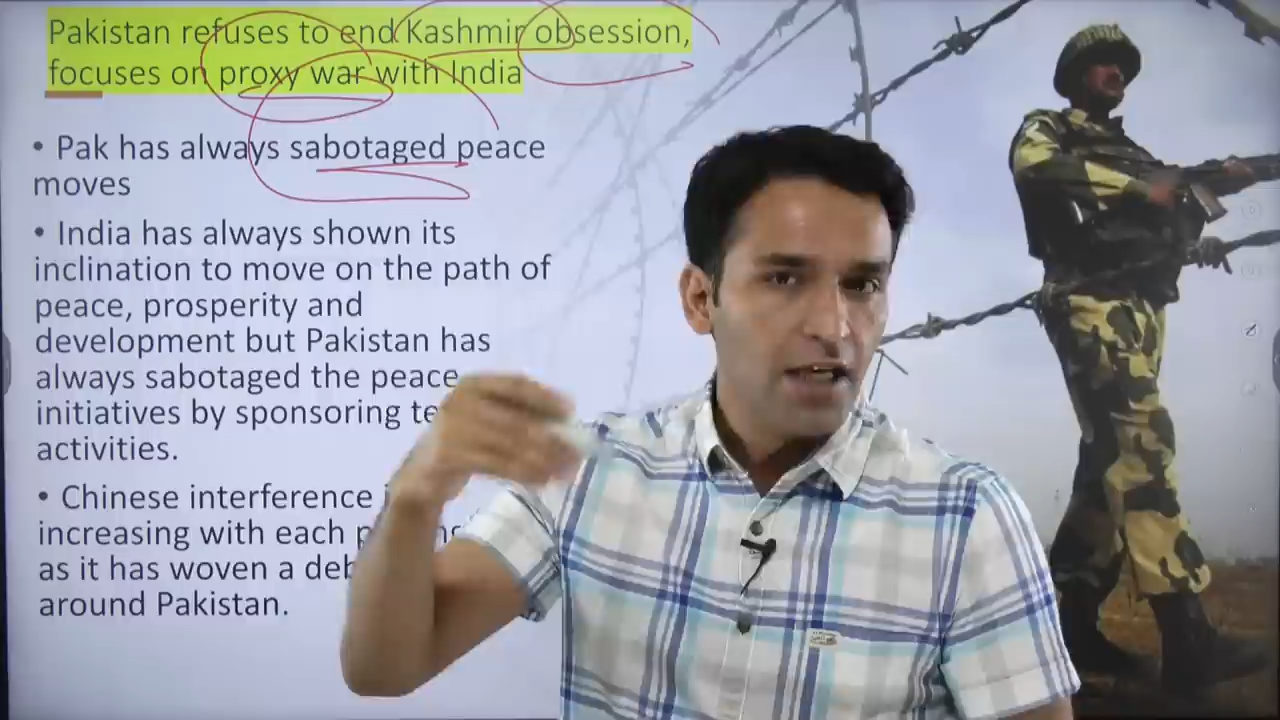 Pakistan refuses to end Kashmir obsession,
focuses on proxy war with India
• Pak has always sabotaged peace
moves
• India has always shown its
inclination to move on the path of
peace, prosperity and
development but Pakistan has
always sabotaged the peace
initiatives by sponsoring
activities.
• Chinese interference
increasing with each
as it has woven a
around Pakistan.